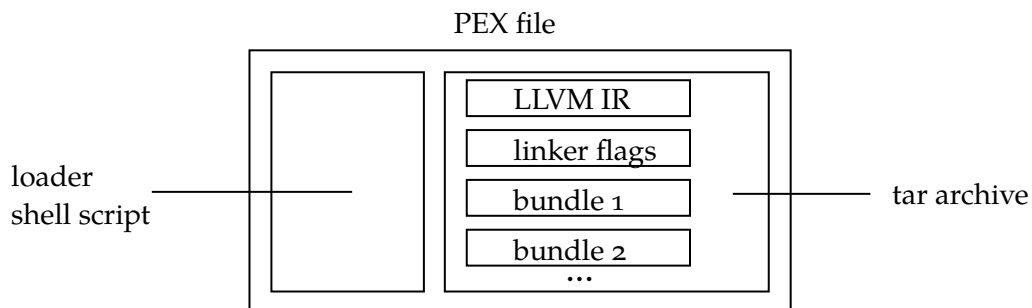 PEX file
LLVM IR
linker flags
bundle 1
bundle 2
...
loader
shell script
tar archive